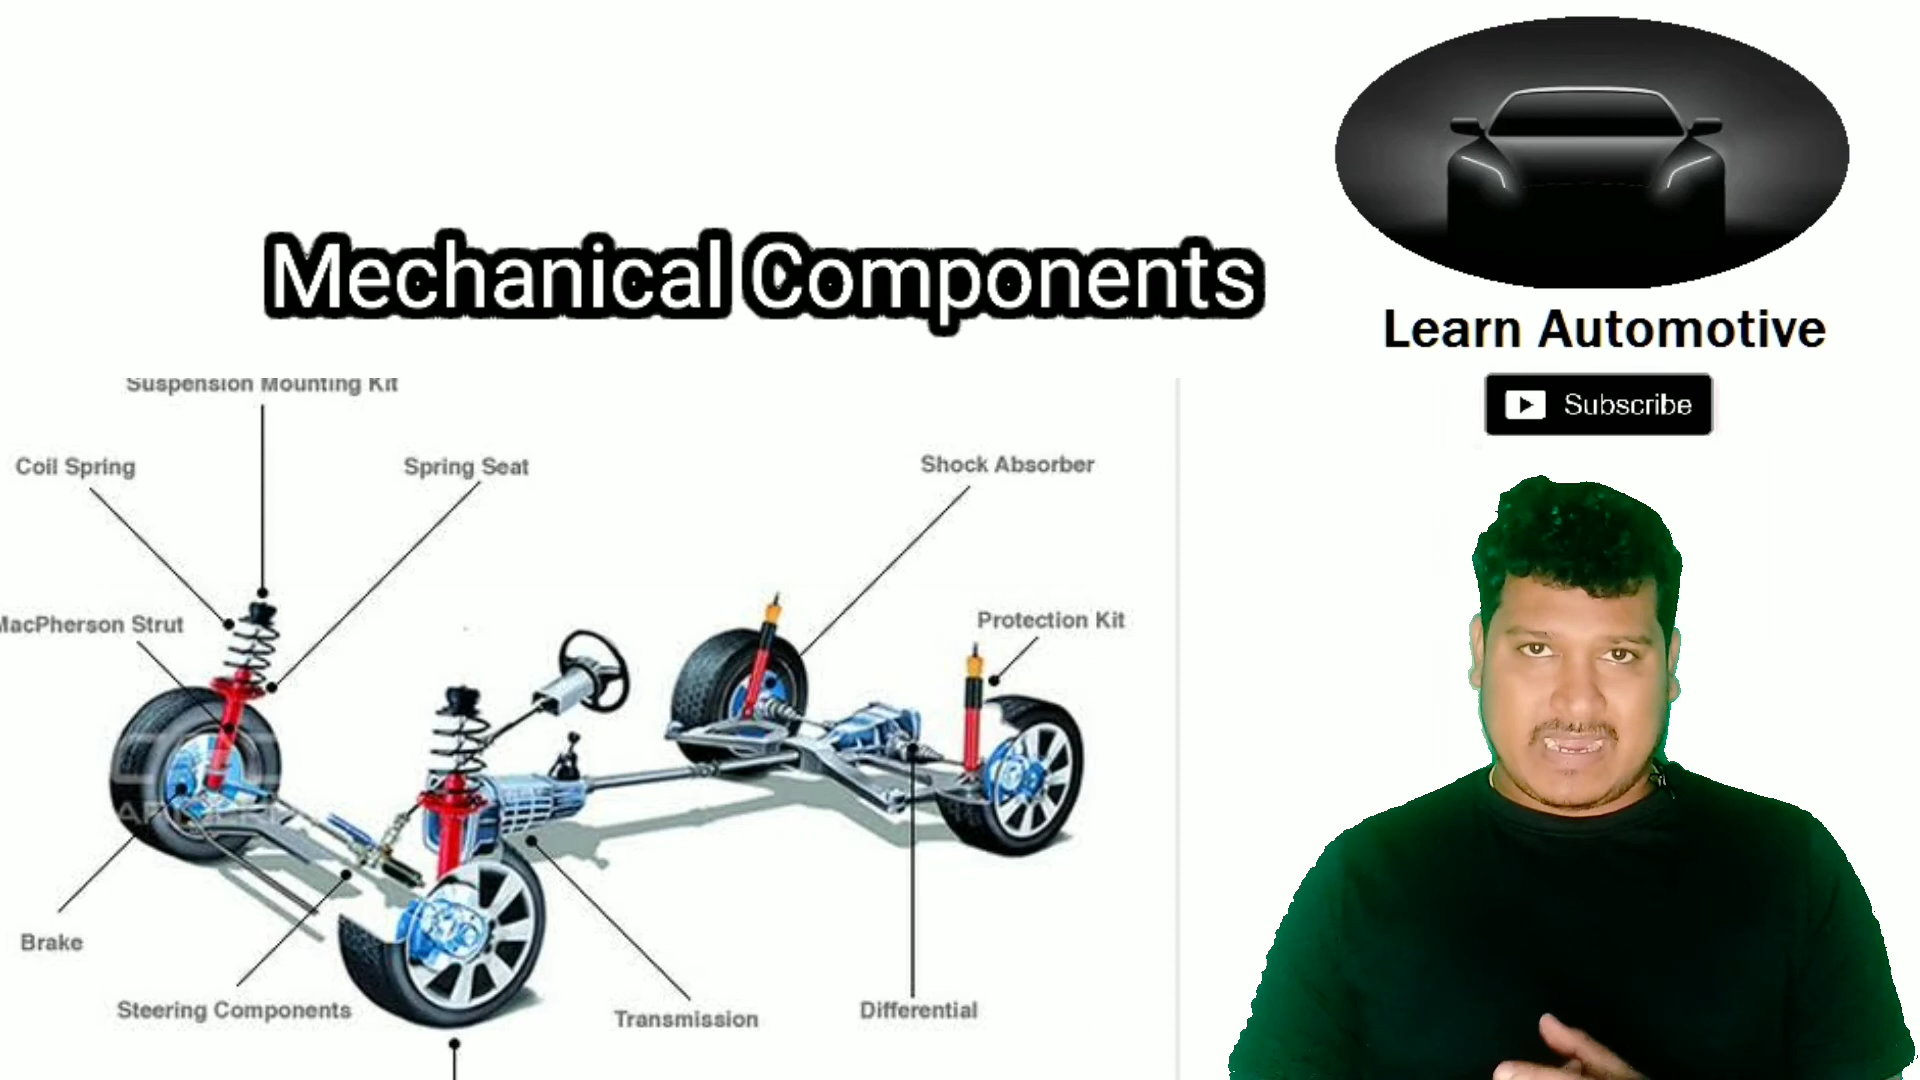 Mechanical Components
Learn Automotive
Subscribe
Suspension Mounting Kit
Coil Spring
Spring Seat
Shock Absorber
MacPherson Strut
Protection Kit
Brake
Steering Components
Transmission
Differential